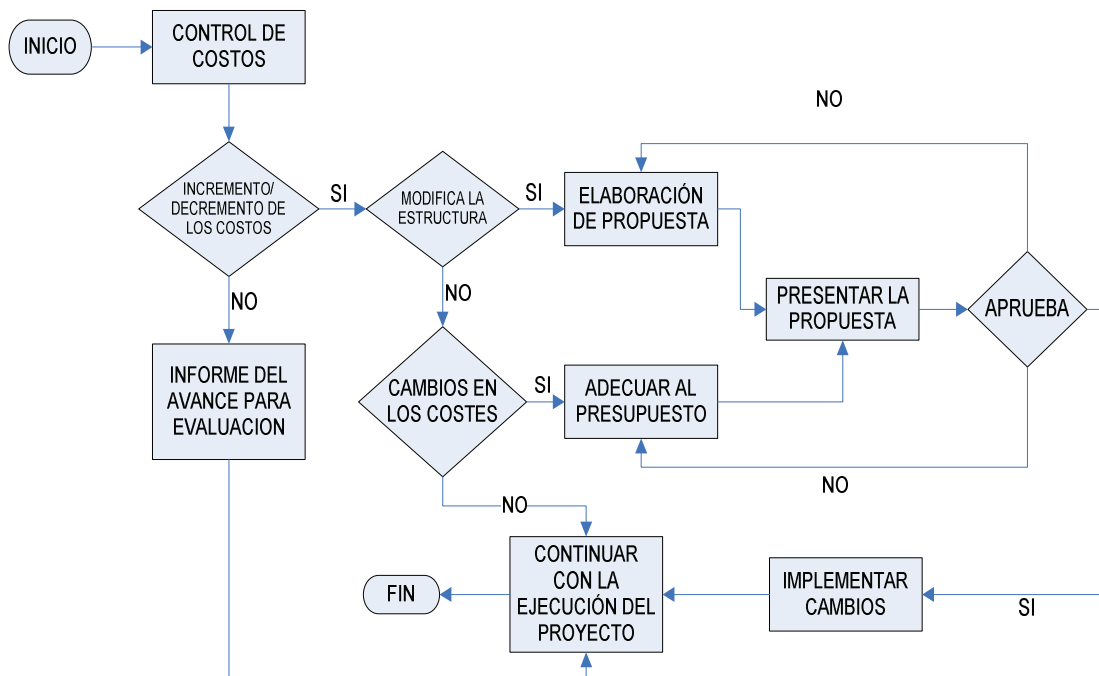 INICIO
CONTROL DE
COSTOS
NO
INCREMENTO/
DECREMENTO DE
LOS COSTOS
SI
MODIFICA LA
ESTRUCTURA
SI
ELABORACIÓN
DE PROPUESTA
NO
NO
PRESENTAR LA
PROPUESTA
APRUEBA
INFORME DEL
AVANCE PARA
EVALUACION
CAMBIOS EN
LOS COSTES
SI
ADECUAR AL
PRESUPUESTO
NO
NO
FIN
CONTINUAR
CON LA
EJECUCIÓN DEL
PROYECTO
IMPLEMENTAR
CAMBIOS
SI